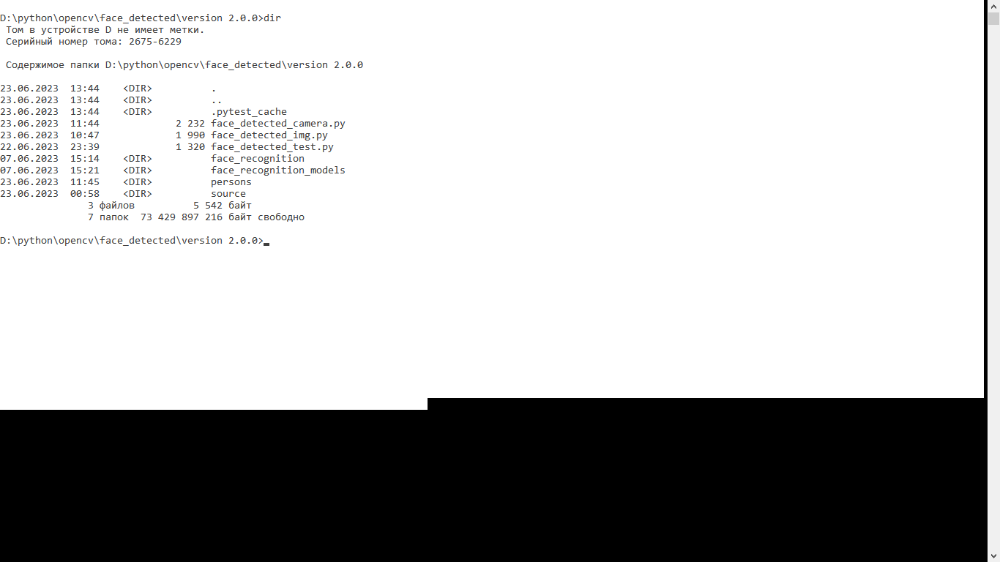 D:\python\opencv\face_detected\version 2.0.0>dir
Том в устройстве D не имеет метки.
Серийный номер тома: 2675-6229
Содержимое папки D:\python\opencv\face_detected\version 2.0.0
23.06.2023  13:44    <DIR>          .
23.06.2023  13:44    <DIR>          ..
23.06.2023  13:44    <DIR>          .pytest_cache
23.06.2023  11:44             2 232 face_detected_camera.py
23.06.2023  10:47             1 990 face_detected_img.py
22.06.2023  23:39             1 320 face_detected_test.py
07.06.2023  15:14    <DIR>          face_recognition
07.06.2023  15:21    <DIR>          face_recognition_models
23.06.2023  11:45    <DIR>          persons
23.06.2023  00:58    <DIR>          source
3 файлов          5 542 байт
7 папок  73 429 897 216 байт свободно
D:\python\opencv\face_detected\version 2.0.0>